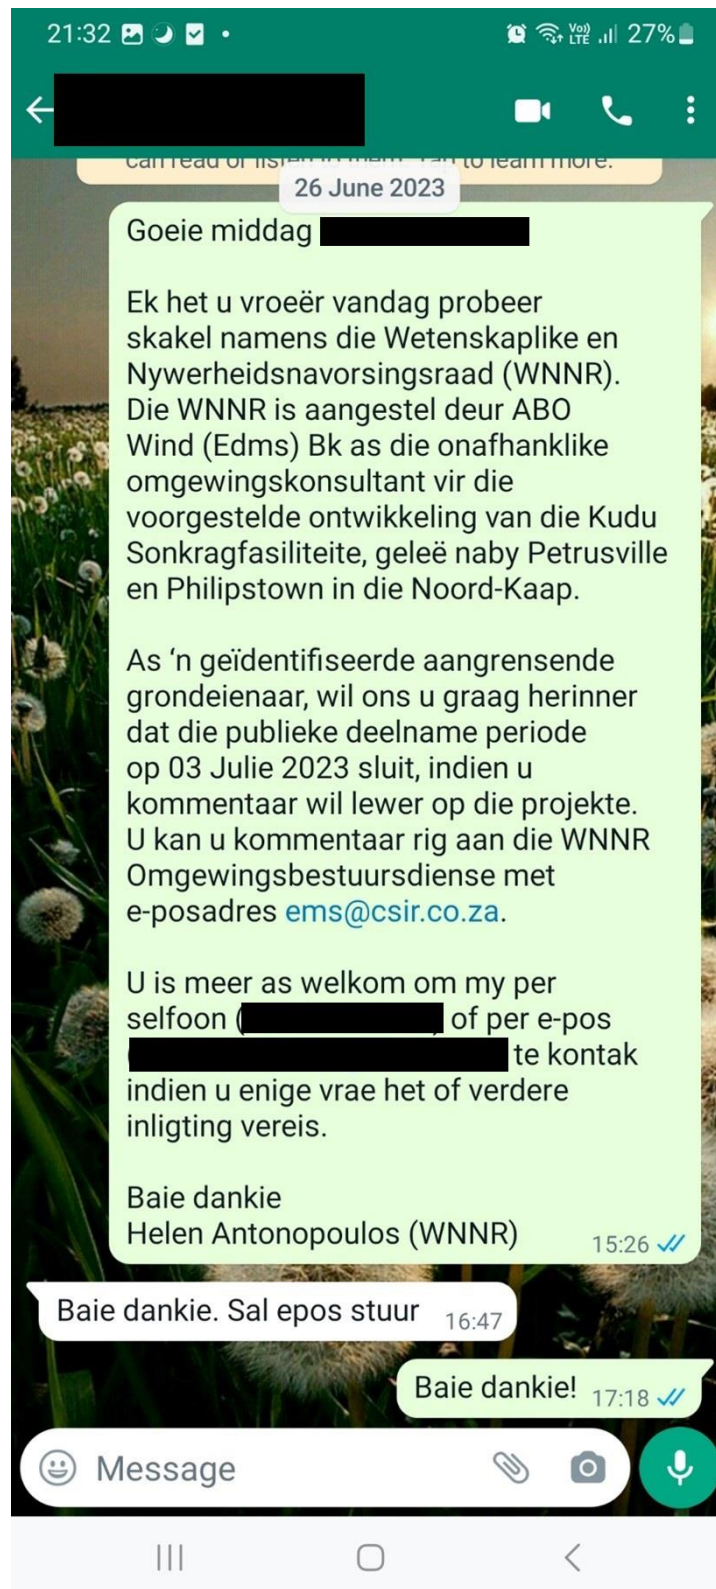 21:32 27%
26 June 2023
Goeie middag
Ek het u vroeër vandag probeer
skakel namens die Wetenskaplike en
Nywerheidsnavorsingsraad (WNNR).
Die WNNR is aangestel deur ABO
Wind (Edms) Bk as die onafhanklike
omgewingskonsultant vir die
voorgestelde ontwikkeling van die Kudu
Sonkragfasiliteite, geleë naby Petrusville
en Philipstown in die Noord-Kaap.
As ‘n geïdentifiseerde aangrensende
grondeienaar, wil ons u graag herinner
dat die publieke deelname periode
op 03 Julie 2023 sluit, indien u
kommentaar wil lewer op die projekte.
U kan u kommentaar rig aan die WNNR
Omgewingsbestuursdienste met
e-posadres ems@csir.co.za.
U is meer as welkom om my per
selfoon ( of per e-pos
te kontak
indien u enige vrae het of verdere
inligting vereis.
Baie dankie
Helen Antonopoulos (WNNR) 15:26
Baie dankie. Sal epos stuur 16:47
Baie dankie! 17:18
Message